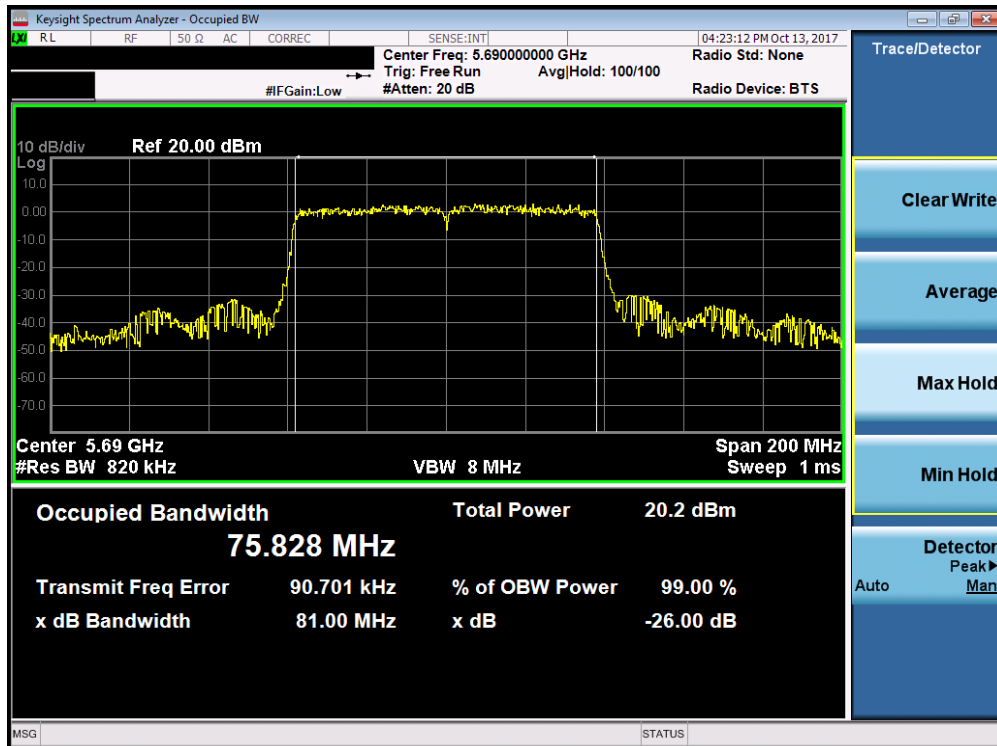 Keysight Spectrum Analyzer - Occupied BW
LXI RL RF 50 Ω AC CORREC SENSE:INT 04:23:12 PM Oct 13, 2017
Center Freq: 5.690000000 GHz Radio Std: None
Trig: Free Run Avg|Hold: 100/100
#IFGain:Low #Atten: 20 dB Radio Device: BTS
10 dB/div Ref 20.00 dBm
Log
10.0
0.00
-10.0
-20.0
-30.0
-40.0
-50.0
-60.0
-70.0
Center 5.69 GHz Span 200 MHz
#Res BW 820 kHz VBW 8 MHz Sweep 1 ms
Occupied Bandwidth Total Power 20.2 dBm
75.828 MHz
Transmit Freq Error 90.701 kHz % of OBW Power 99.00 %
x dB Bandwidth 81.00 MHz x dB -26.00 dB
MSG STATUS
Trace/Detector
Clear Write
Average
Max Hold
Min Hold
Detector
Peak▶
Auto Man